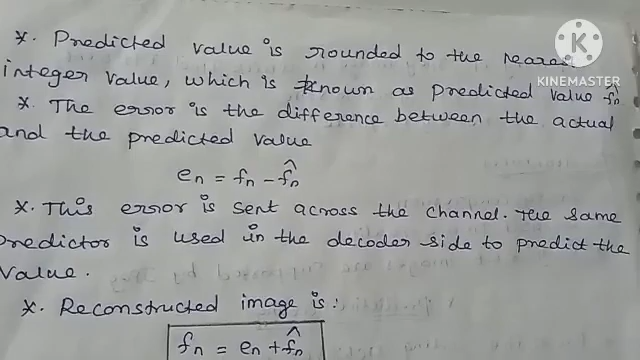 *. Predicted value is rounded to the neares
integer value, which is known as predicted value f̂n
*. The error is the difference between the actual
and the predicted value
en = fn - f̂n
*. This error is sent across the channel. The same
predictor is used in the decoder side to predict the
value.
*. Reconstructed image is:
fn = en + f̂n
KINEMASTER